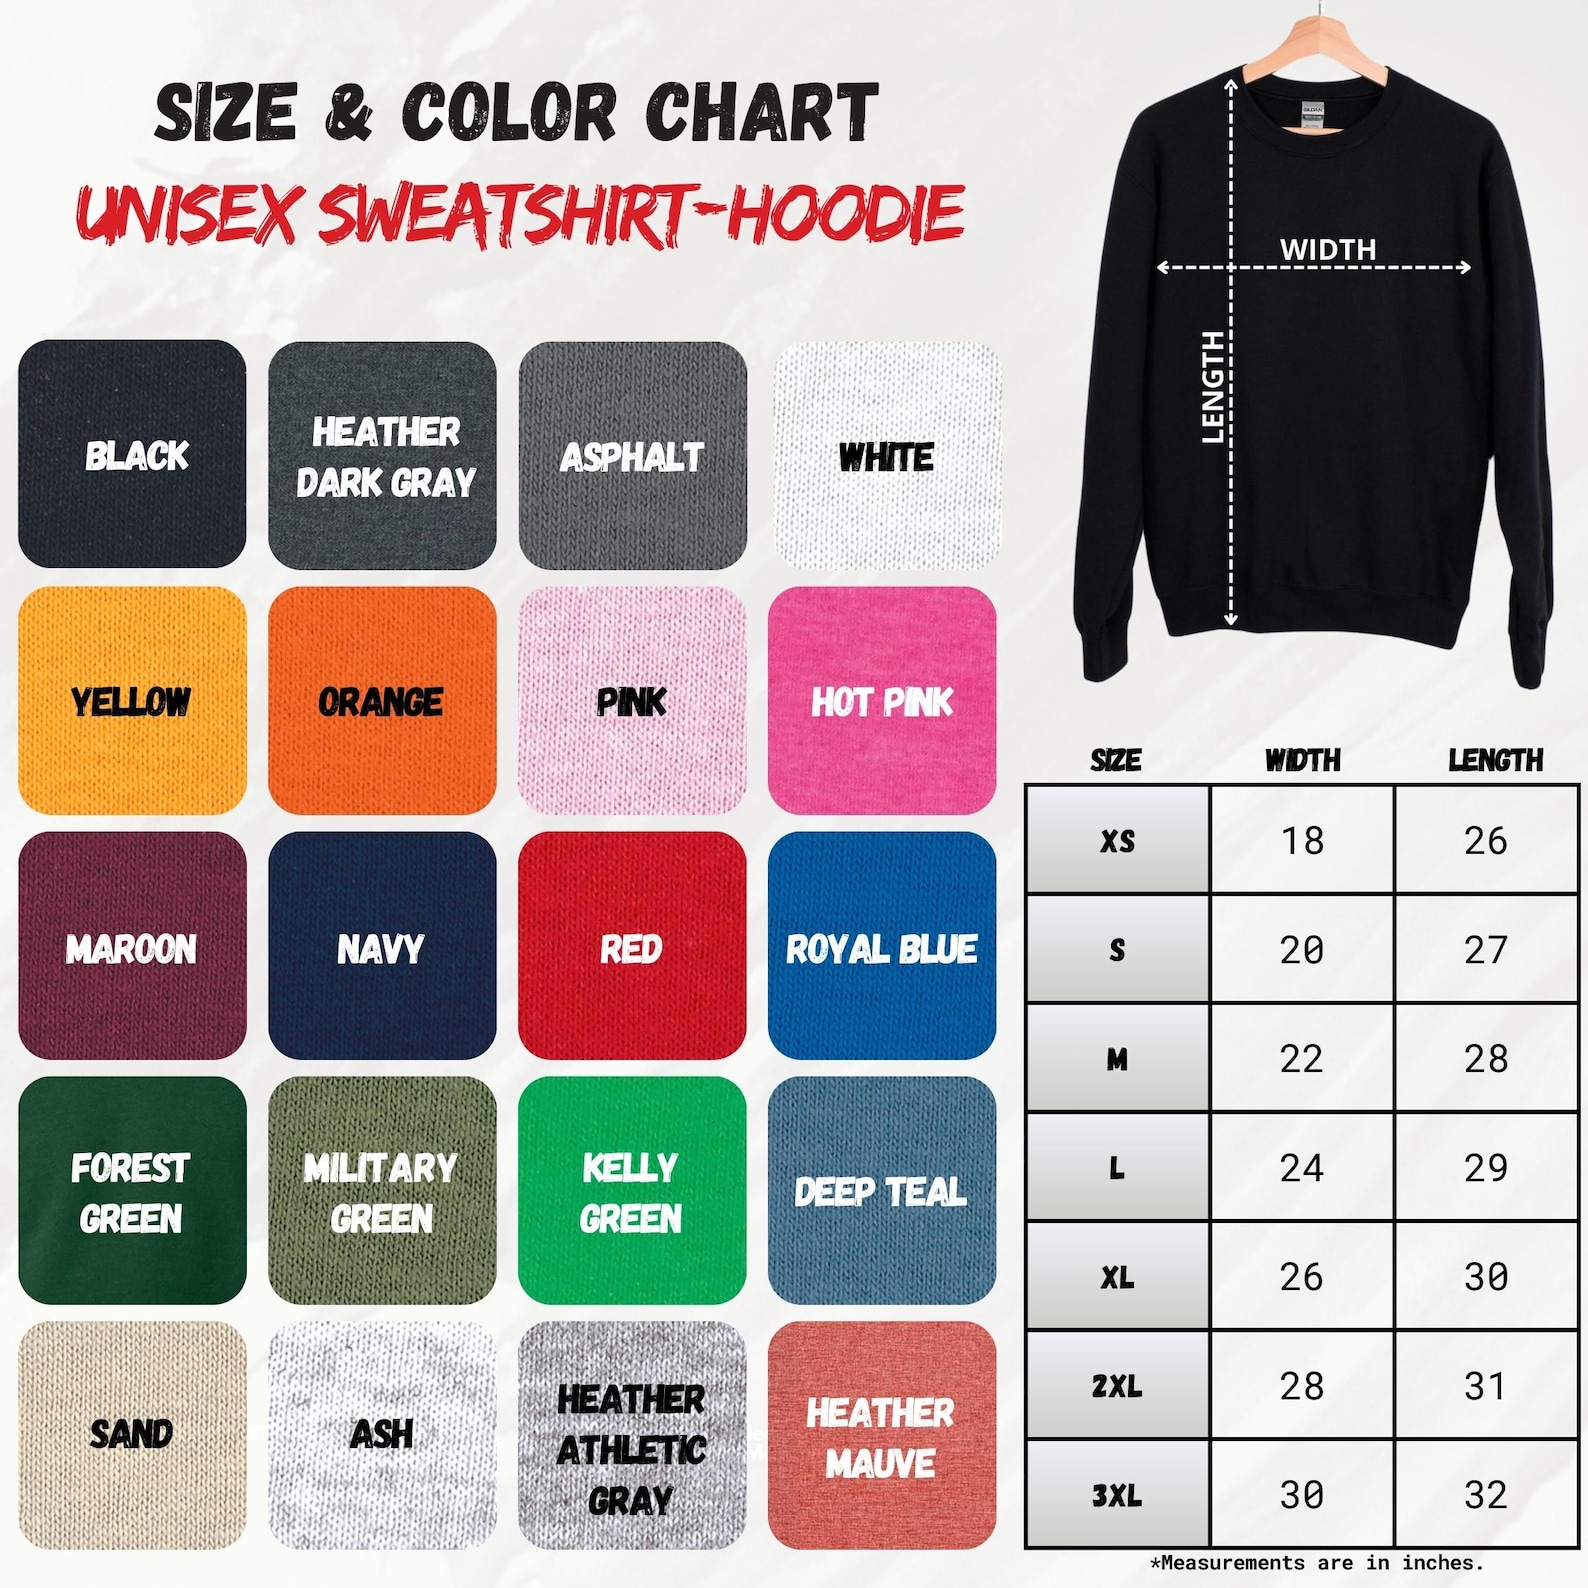 SIZE & COLOR CHART
UNISEX SWEATSHIRT-HOODIE
GILDAN
WIDTH
LENGTH
BLACK
HEATHER
DARK GRAY
ASPHALT
WHITE
YELLOW
ORANGE
PINK
HOT PINK
MAROON
NAVY
RED
ROYAL BLUE
FOREST
GREEN
MILITARY
GREEN
KELLY
GREEN
DEEP TEAL
SAND
ASH
HEATHER
ATHLETIC
GRAY
HEATHER
MAUVE
SIZE WIDTH LENGTH
XS 18 26
S 20 27
M 22 28
L 24 29
XL 26 30
2XL 28 31
3XL 30 32
*Measurements are in inches.